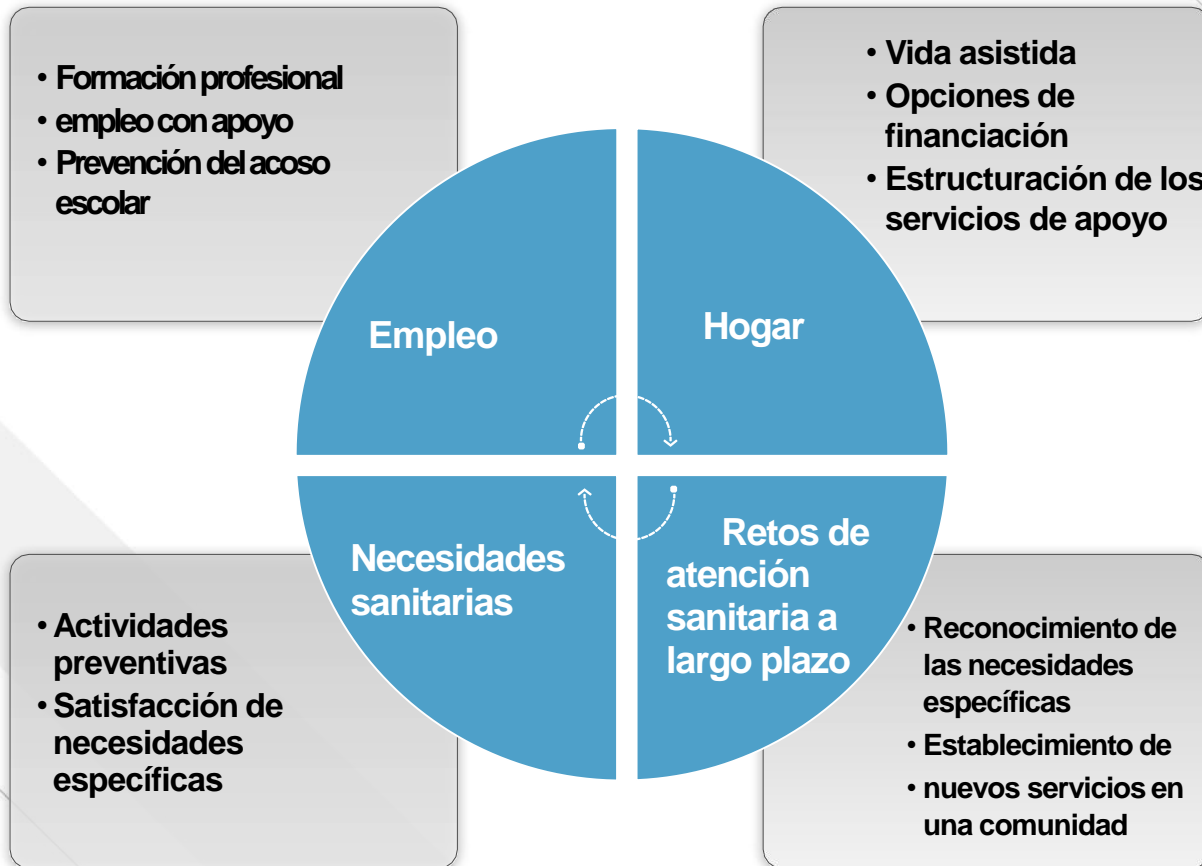 • Formación profesional
• empleo con apoyo
• Prevención del acoso
escolar
• Vida asistida
• Opciones de
financiación
• Estructuración de los
servicios de apoyo
Empleo
Hogar
Necesidades
sanitarias
Retos de
atención
sanitaria a
largo plazo
• Actividades
preventivas
• Satisfacción de
necesidades
específicas
• Reconocimiento de
las necesidades
específicas
• Establecimiento de
• nuevos servicios en
una comunidad